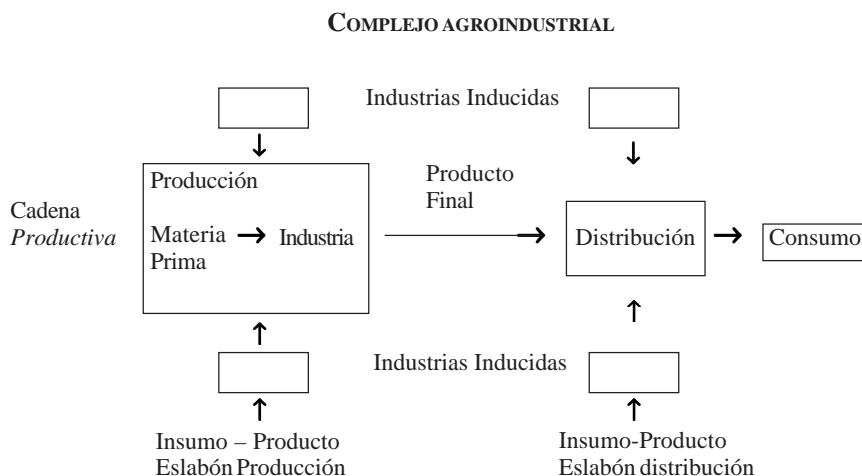 COMPLEJO AGROINDUSTRIAL
Industrias Inducidas
Producción
Materia
Prima
Industria
Cadena
Productiva
Producto
Final
Distribución
Consumo
Industrias Inducidas
Insumo – Producto
Eslabón Producción
Insumo-Producto
Eslabón distribución